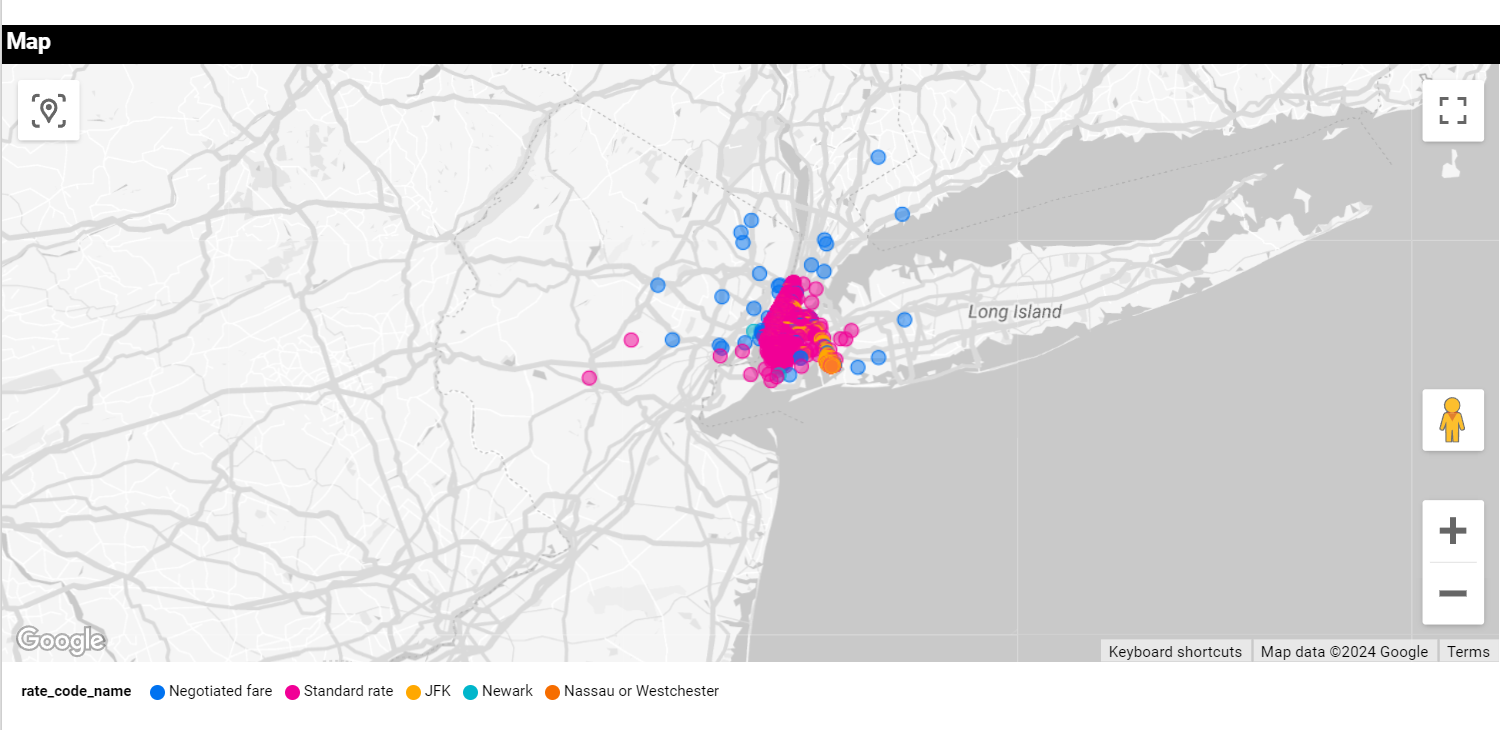 Map
Long Island
Google
Keyboard shortcuts
Map data ©2024 Google
Terms
rate_code_name
Negotiated fare
Standard rate
JFK
Newark
Nassau or Westchester